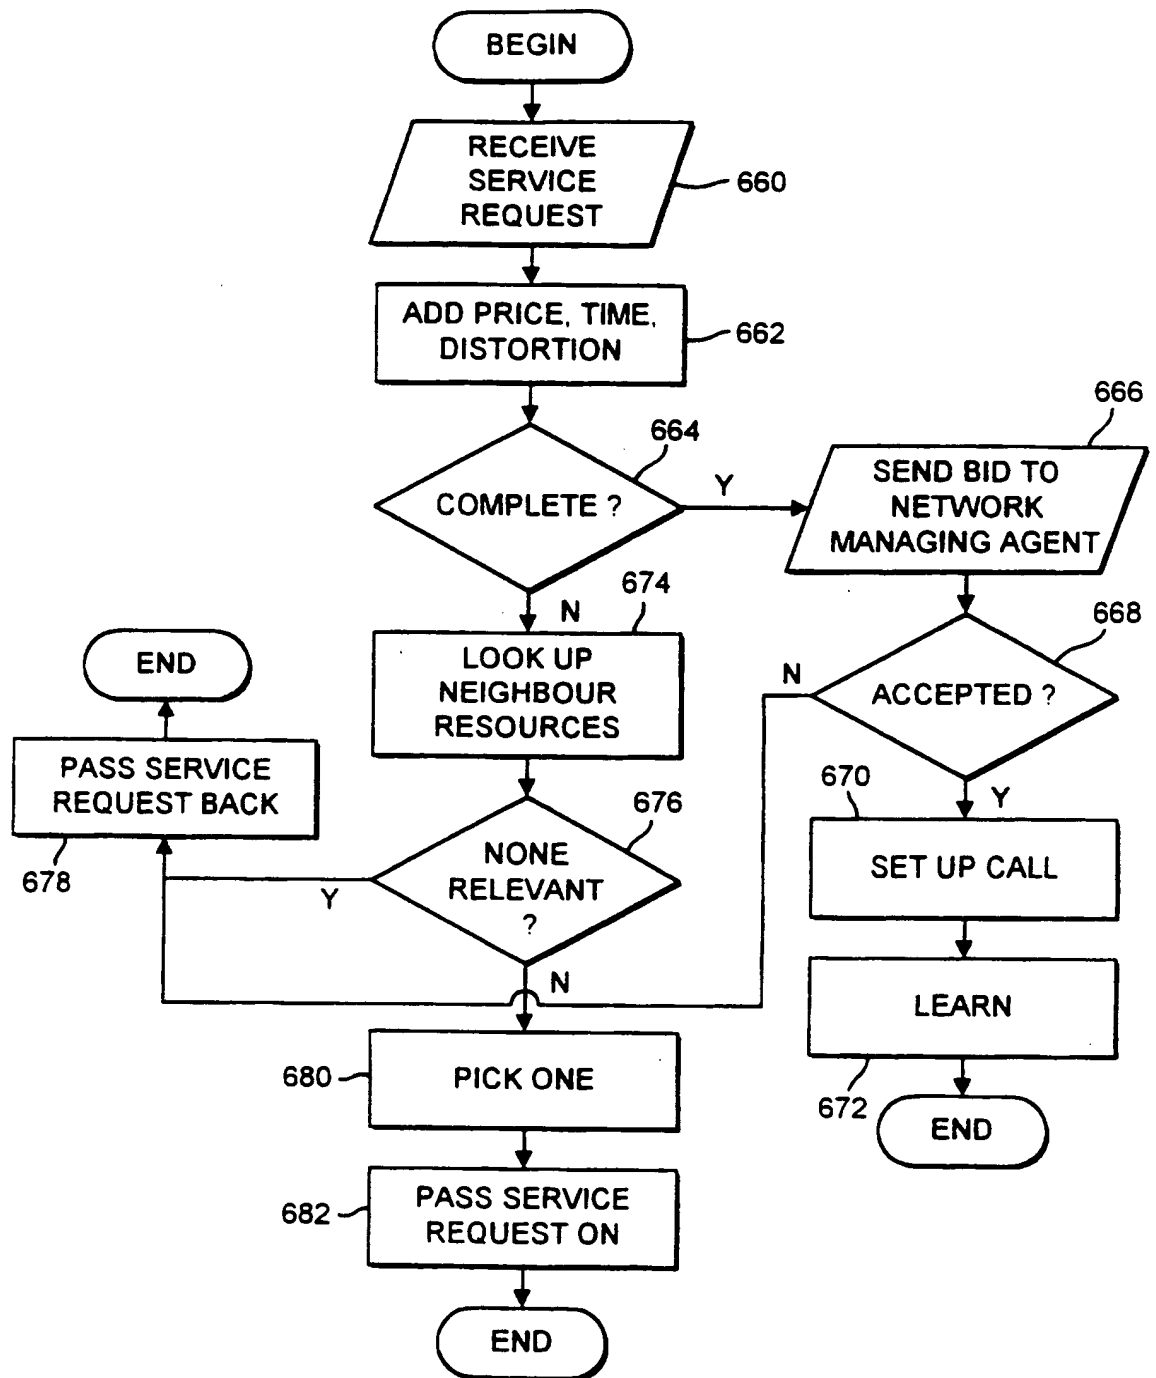 BEGIN
RECEIVE
SERVICE
REQUEST
660
ADD PRICE, TIME,
DISTORTION
662
COMPLETE ?
664
Y
N
SEND BID TO
NETWORK
MANAGING AGENT
666
ACCEPTED ?
668
N
Y
SET UP CALL
670
LEARN
672
END
LOOK UP
NEIGHBOUR
RESOURCES
674
NONE
RELEVANT
?
676
Y
N
PASS SERVICE
REQUEST BACK
678
END
PICK ONE
680
PASS SERVICE
REQUEST ON
682
END